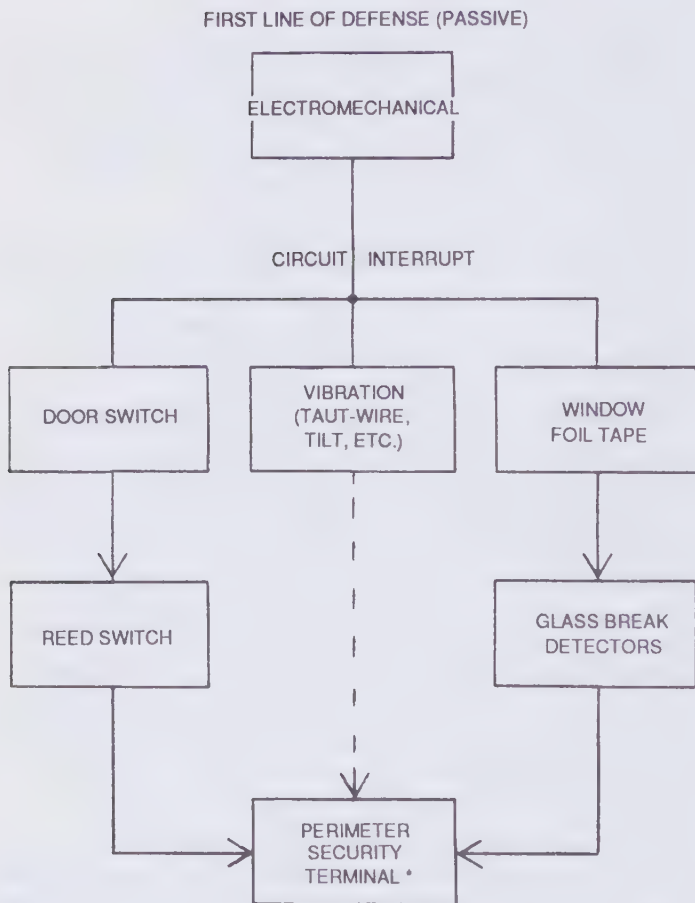 FIRST LINE OF DEFENSE (PASSIVE)
ELECTROMECHANICAL
CIRCUIT INTERRUPT
DOOR SWITCH
VIBRATION
(TAUT-WIRE,
TILT, ETC.)
WINDOW
FOIL TAPE
REED SWITCH
GLASS BREAK
DETECTORS
PERIMETER
SECURITY
TERMINAL *